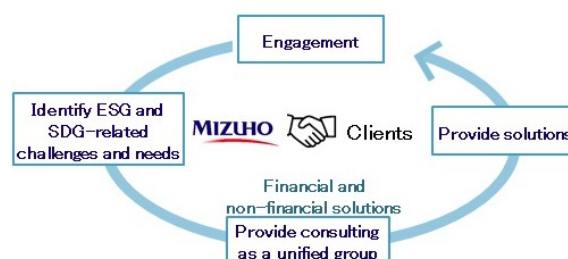 Engagement
Identify ESG and
SDG-related
challenges and needs
MIZUHO
Clients
Provide solutions
Financial and
non-financial solutions
Provide consulting
as a unified group